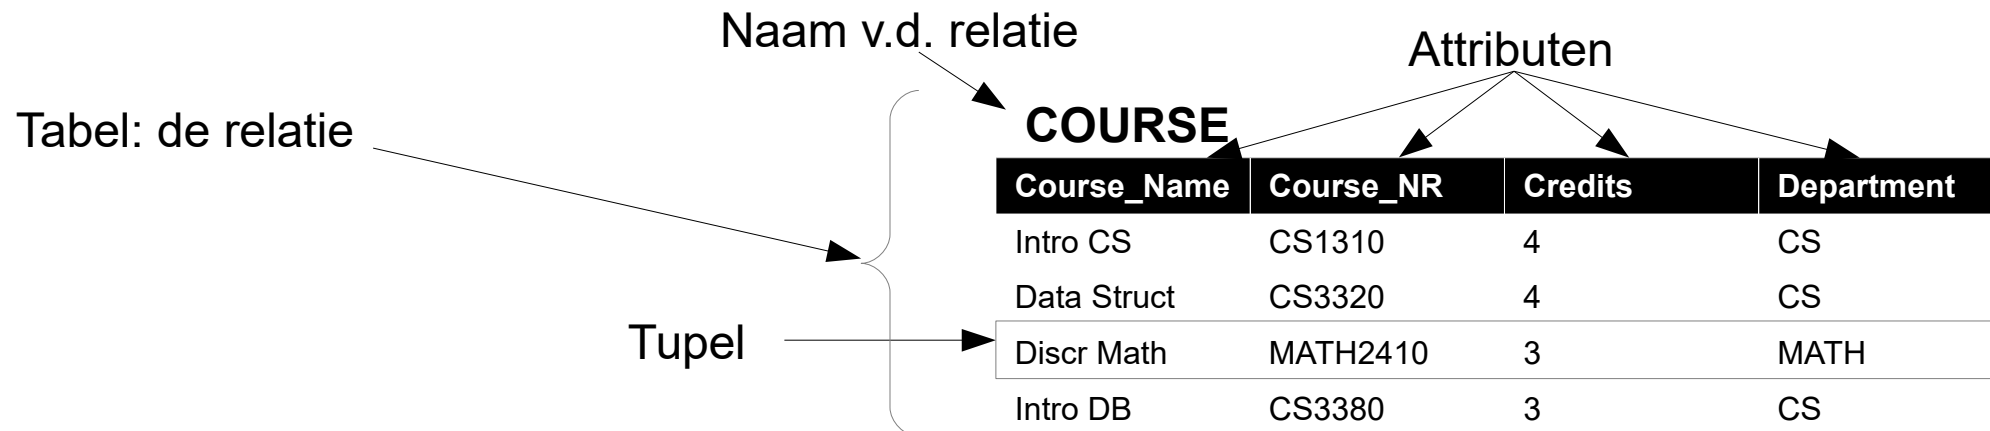 Naam v.d. relatie
Attributen
Tabel: de relatie
COURSE
Course_Name Course_NR Credits Department
Intro CS CS1310 4 CS
Data Struct CS3320 4 CS
Tupel
Discr Math MATH2410 3 MATH
Intro DB CS3380 3 CS